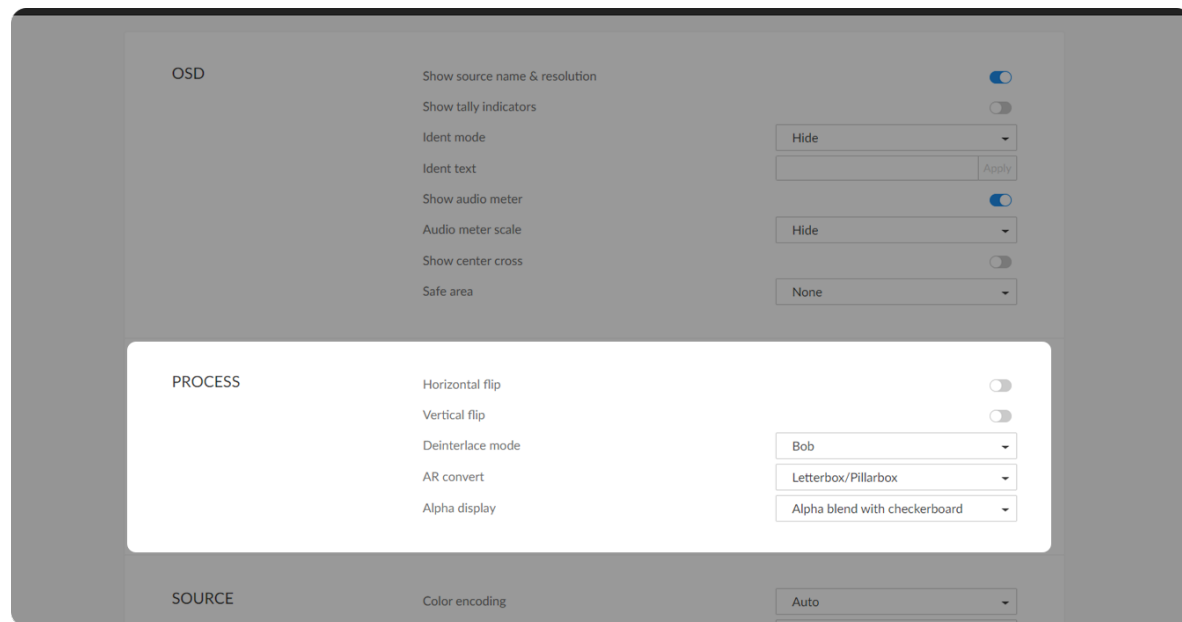 OSD
Show source name & resolution
Show tally indicators
Ident mode Hide
Ident text Apply
Show audio meter
Audio meter scale Hide
Show center cross
Safe area None
PROCESS
Horizontal flip
Vertical flip
Deinterlace mode Bob
AR convert Letterbox/Pillarbox
Alpha display Alpha blend with checkerboard
SOURCE
Color encoding Auto